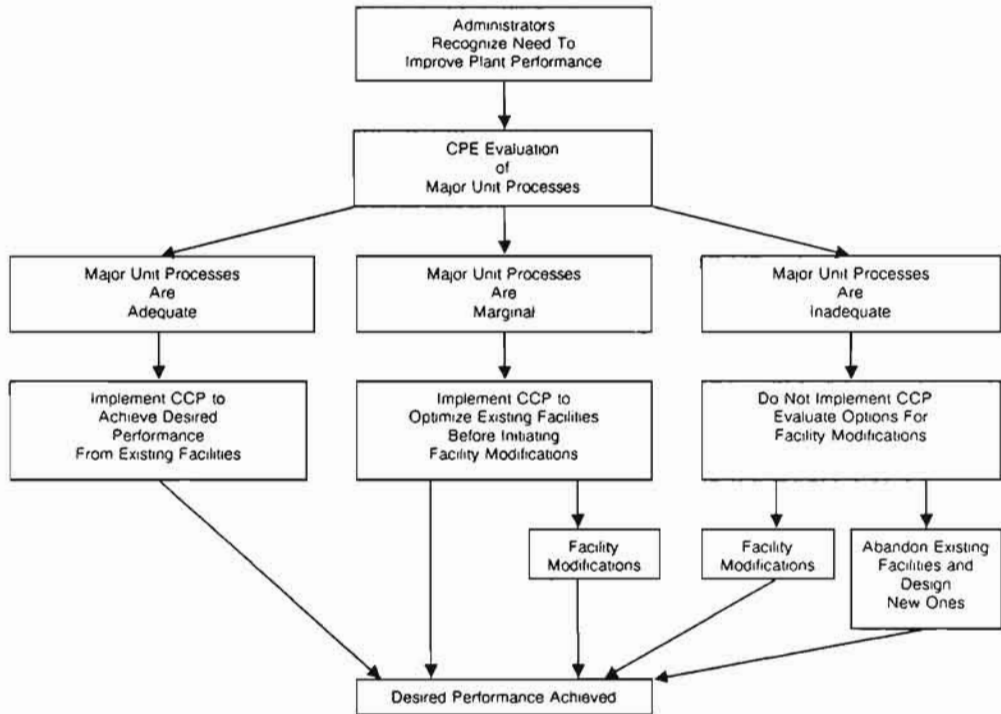 Administrators
Recognize Need To
Improve Plant Performance
CPE Evaluation
of
Major Unit Processes
Major Unit Processes
Are
Adequate
Major Unit Processes
Are
Marginal
Major Unit Processes
Are
Inadequate
Implement CCP to
Achieve Desired
Performance
From Existing Facilities
Implement CCP to
Optimize Existing Facilities
Before Initiating
Facility Modifications
Do Not Implement CCP
Evaluate Options For
Facility Modifications
Facility
Modifications
Facility
Modifications
Abandon Existing
Facilities and
Design
New Ones
Desired Performance Achieved